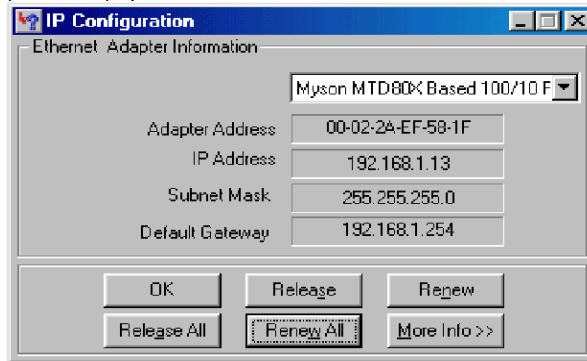 IP Configuration
Ethernet Adapter Information
Myson MTD80X Based 100/10 F
Adapter Address 00-02-2A-EF-58-1F
IP Address 192.168.1.13
Subnet Mask 255.255.255.0
Default Gateway 192.168.1.254
OK Release Renew
Release All Renew All More Info >>